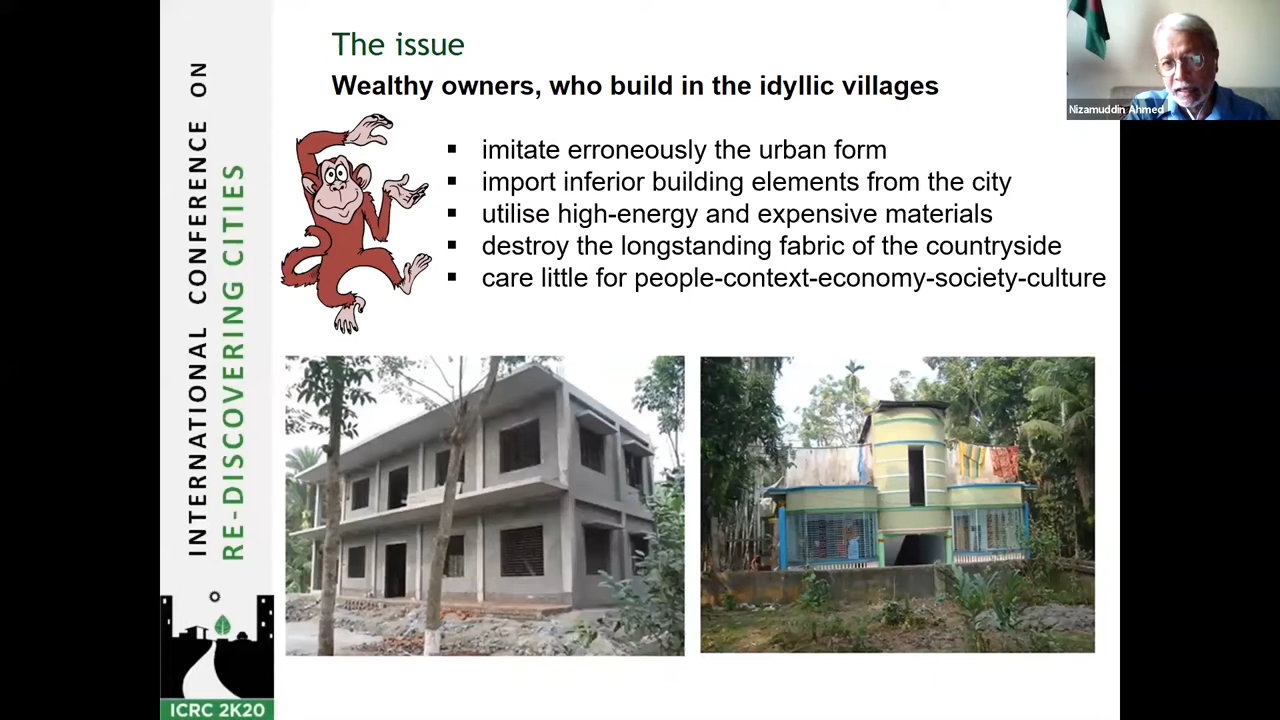 The issue
Wealthy owners, who build in the idyllic villages
▪ imitate erroneously the urban form
▪ import inferior building elements from the city
▪ utilise high-energy and expensive materials
▪ destroy the longstanding fabric of the countryside
▪ care little for people-context-economy-society-culture
Nizamuddin Ahmed
INTERNATIONAL CONFERENCE ON
RE-DISCOVERING CITIES
ICRC 2K20